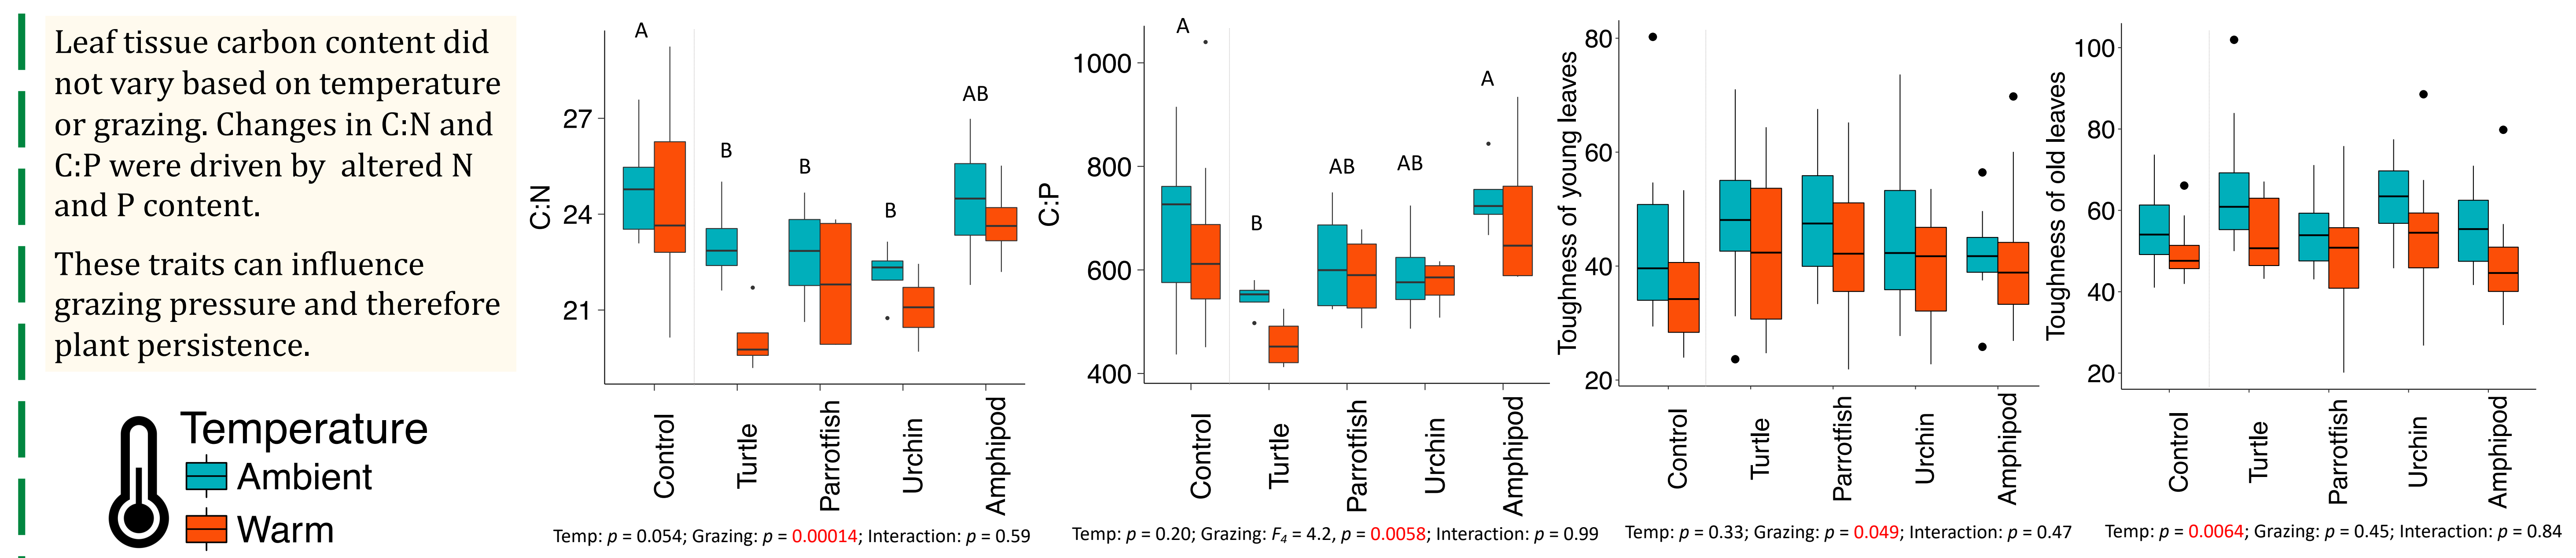 Leaf tissue carbon content did
not vary based on temperature
or grazing. Changes in C:N and
C:P were driven by  altered N
and P content.
These traits can influence
grazing pressure and therefore
plant persistence.
Temperature
Ambient
Warm
C:N
27
24
21
A
B
B
B
AB
Control
Turtle
Parrotfish
Urchin
Amphipod
Temp: p = 0.054; Grazing: p = 0.00014; Interaction: p = 0.59
C:P
1000
800
600
400
A
B
AB
AB
A
Control
Turtle
Parrotfish
Urchin
Amphipod
Temp: p = 0.20; Grazing: F₄ = 4.2, p = 0.0058; Interaction: p = 0.99
Toughness of young leaves
80
60
40
20
Control
Turtle
Parrotfish
Urchin
Amphipod
Temp: p = 0.33; Grazing: p = 0.049; Interaction: p = 0.47
Toughness of old leaves
100
80
60
40
20
Control
Turtle
Parrotfish
Urchin
Amphipod
Temp: p = 0.0064; Grazing: p = 0.45; Interaction: p = 0.84